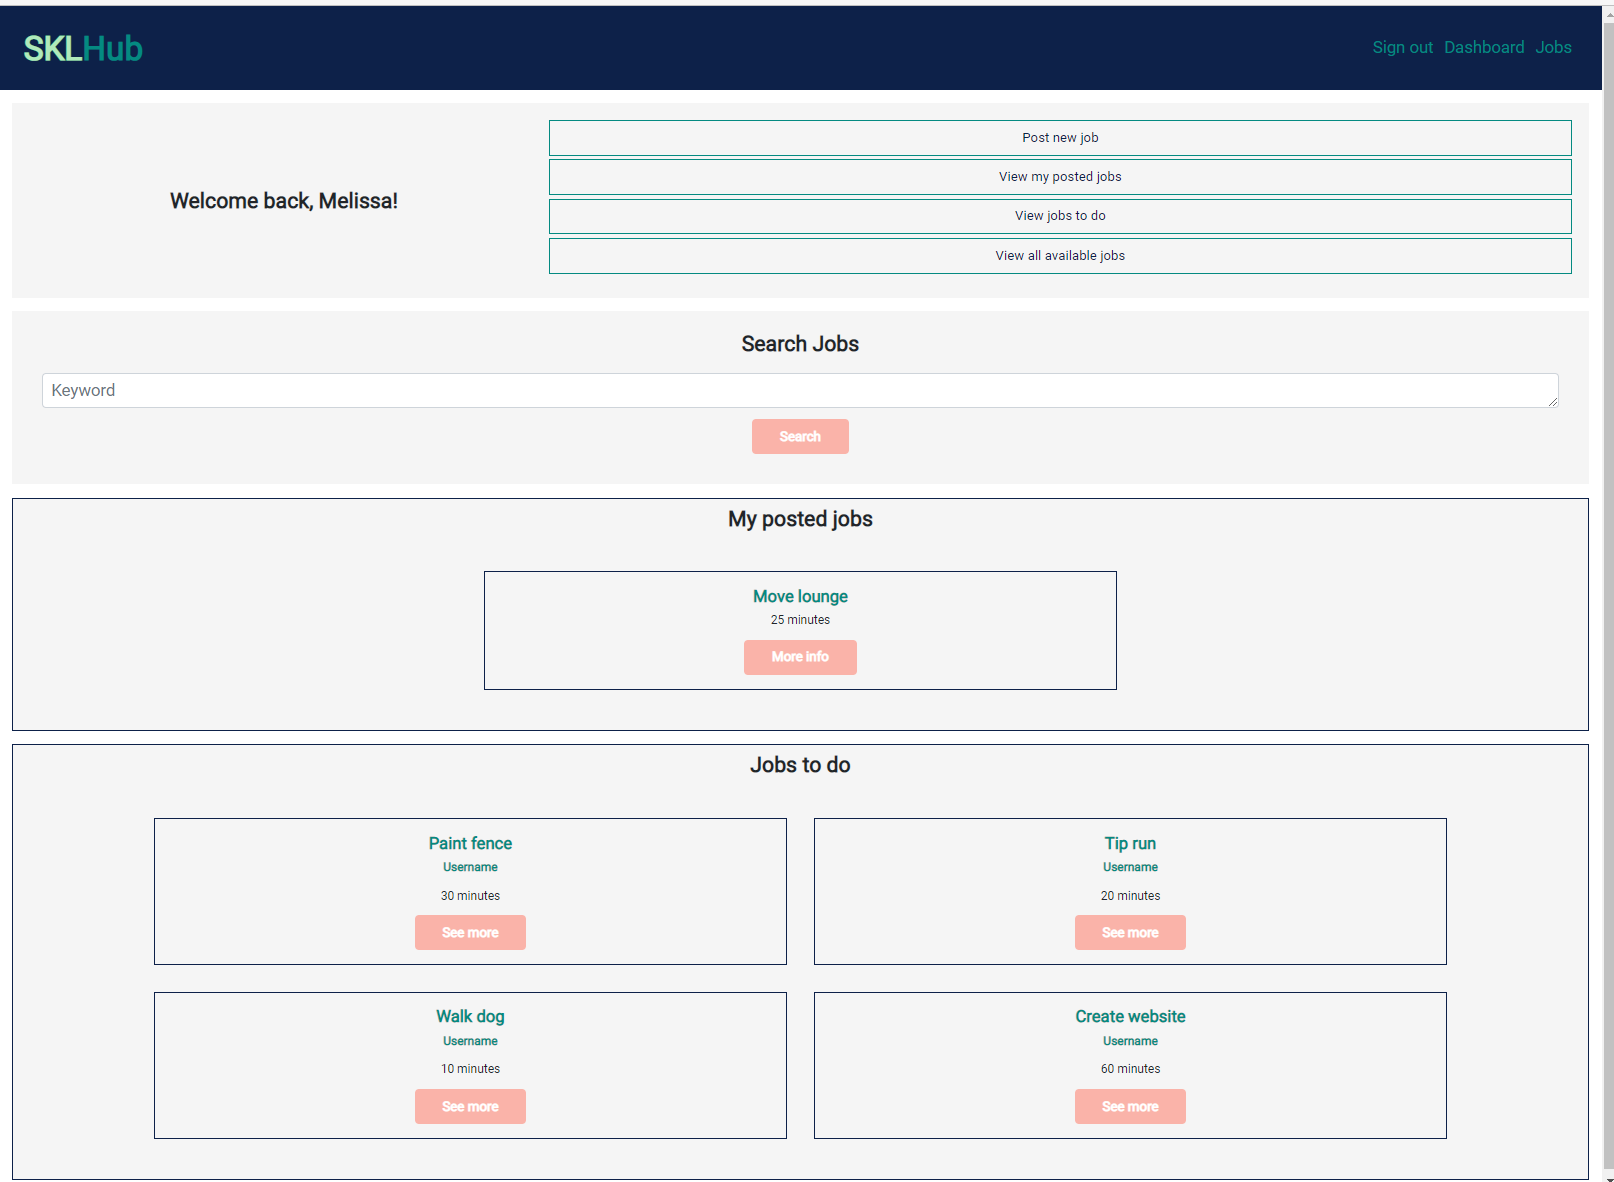 SKLHub
Sign out Dashboard Jobs
Welcome back, Melissa!
Post new job
View my posted jobs
View jobs to do
View all available jobs
Search Jobs
Keyword
Search
My posted jobs
Move lounge
25 minutes
More info
Jobs to do
Paint fence
Username
30 minutes
See more
Tip run
Username
20 minutes
See more
Walk dog
Username
10 minutes
See more
Create website
Username
60 minutes
See more